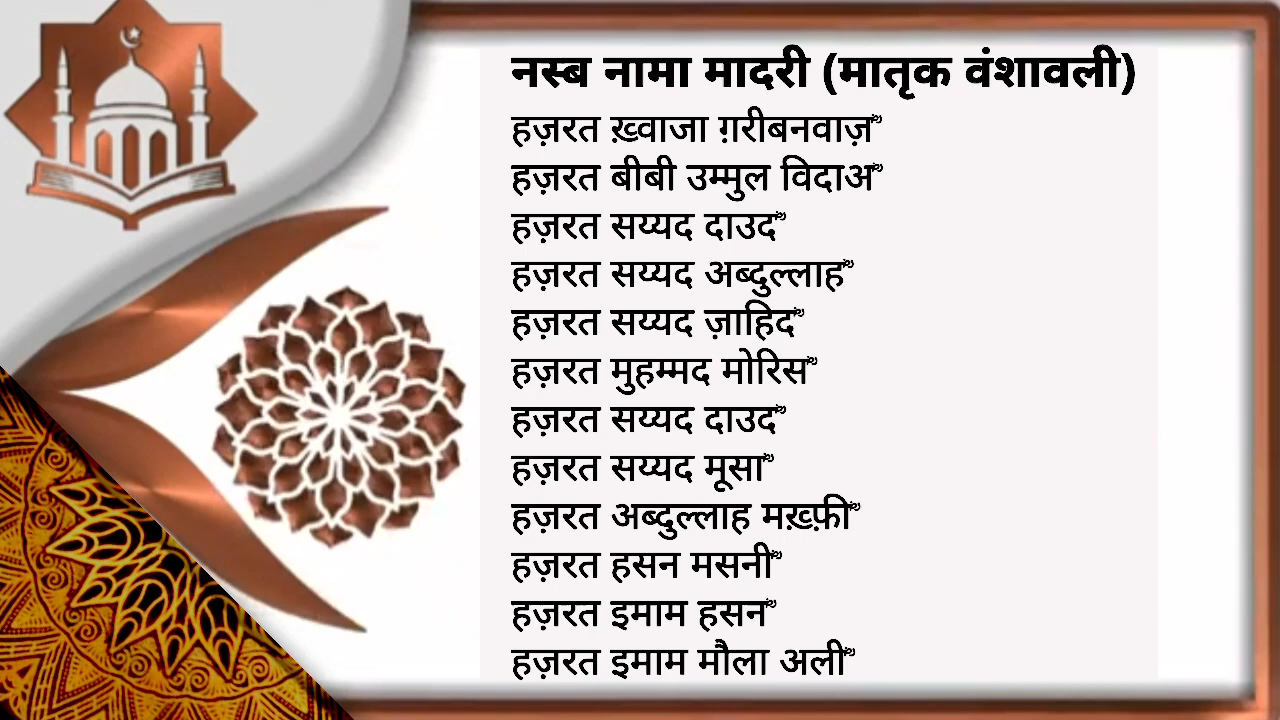 नस्ब नामा मादरी (मातृक वंशावली)
हज़रत ख़्वाजा ग़रीबनवाज़ؒ
हज़रत बीबी उम्मुल विदाअؒ
हज़रत सय्यद दाउदؒ
हज़रत सय्यद अब्दुल्लाहؒ
हज़रत सय्यद ज़ाहिदؒ
हज़रत मुहम्मद मोरिसؒ
हज़रत सय्यद दाउदؒ
हज़रत सय्यद मूसाؒ
हज़रत अब्दुल्लाह मख़्फ़ीؒ
हज़रत हसन मसनीؒ
हज़रत इमाम हसनؓ
हज़रत इमाम मौला अलीؓ